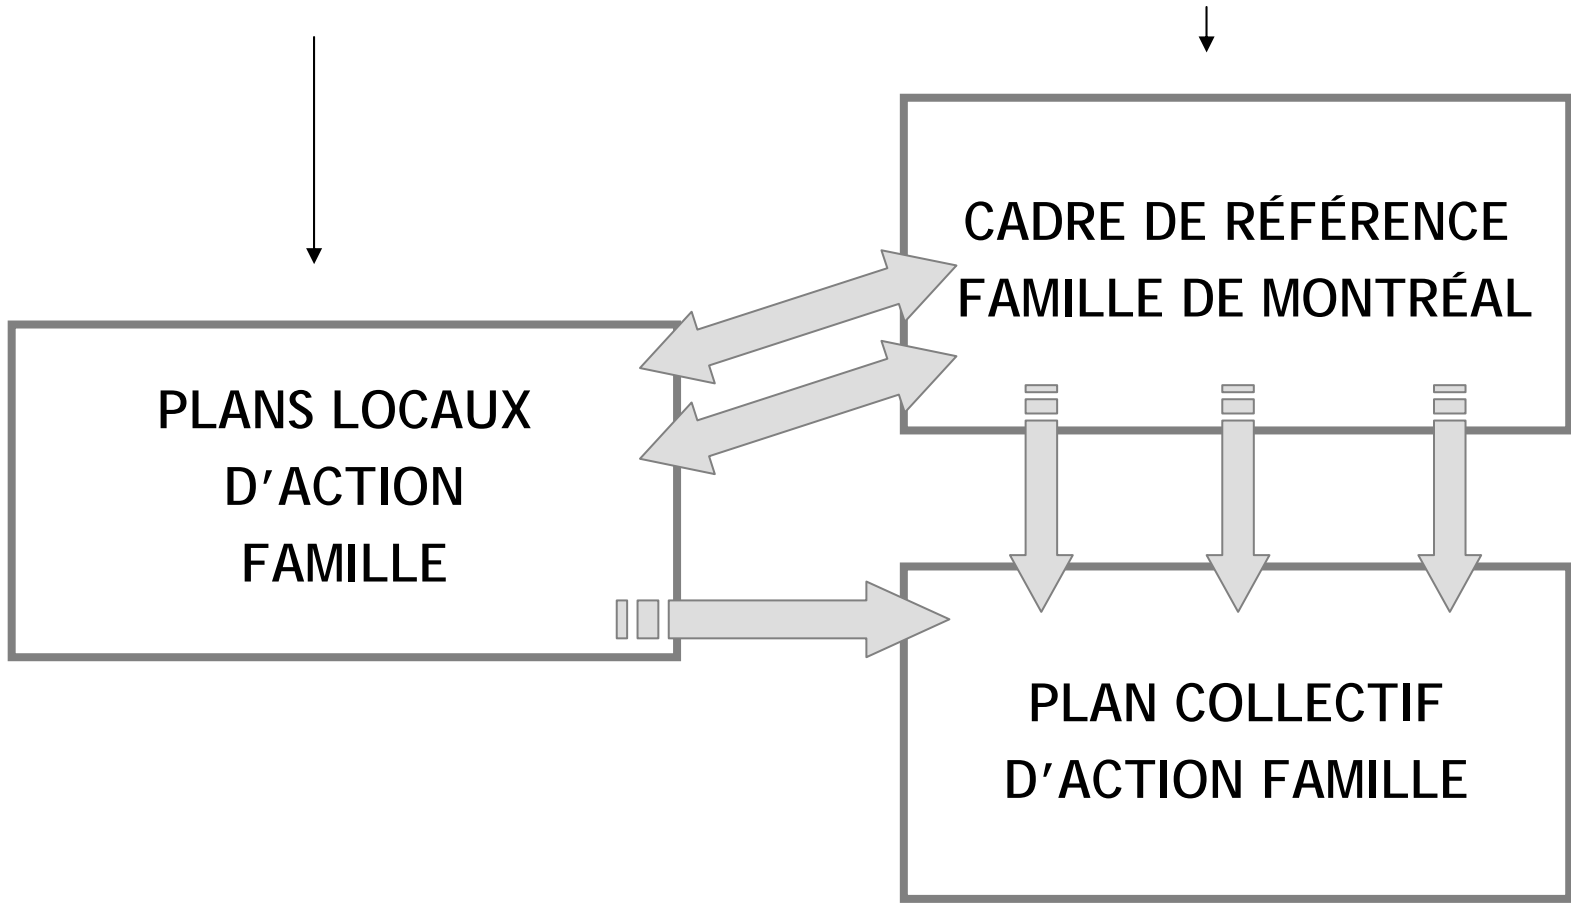 CADRE DE RÉFÉRENCE
FAMILLE DE MONTRÉAL
PLANS LOCAUX
D’ACTION
FAMILLE
PLAN COLLECTIF
D’ACTION FAMILLE